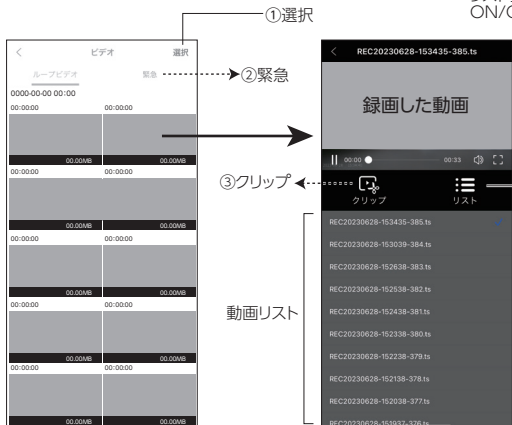 ①選択
ON/
ビデオ
選択
ループビデオ
緊急
②緊急
0000-00-00 00:00
00:00:00
00:00:00
00.00MB
00.00MB
00:00:00
00:00:00
00.00MB
00.00MB
00:00:00
00:00:00
00.00MB
00.00MB
00:00:00
00:00:00
00.00MB
00.00MB
00:00:00
00:00:00
00.00MB
00.00MB
REC20230628-153435-385.ts
録画した動画
00:00
00:33
③クリップ
クリップ
リスト
動画リスト
REC20230628-153435-385.ts
REC20230628-153039-384.ts
REC20230628-152638-383.ts
REC20230628-152538-382.ts
REC20230628-152438-381.ts
REC20230628-152338-380.ts
REC20230628-152238-379.ts
REC20230628-152138-378.ts
REC20230628-152038-377.ts
REC20230628-151937-376.ts